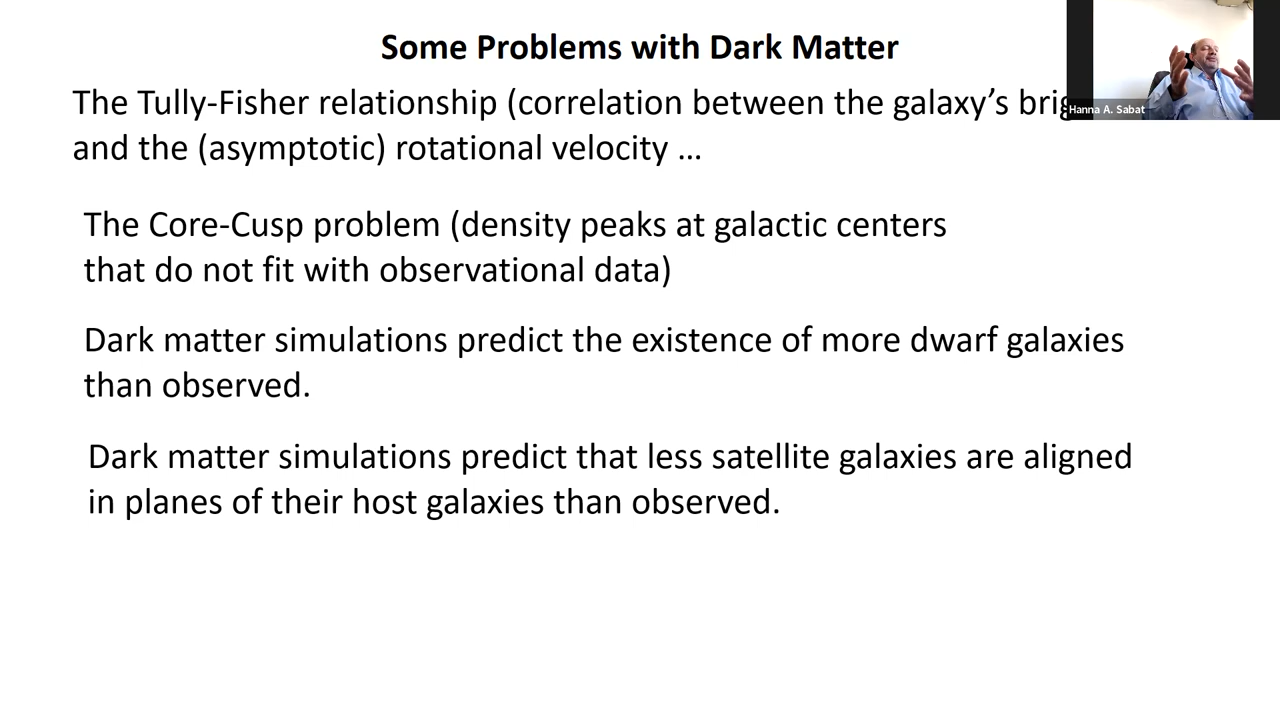 Some Problems with Dark Matter
The Tully-Fisher relationship (correlation between the galaxy’s
and the (asymptotic) rotational velocity ...
The Core-Cusp problem (density peaks at galactic centers
that do not fit with observational data)
Dark matter simulations predict the existence of more dwarf galaxies
than observed.
Dark matter simulations predict that less satellite galaxies are aligned
in planes of their host galaxies than observed.
Hanna A. Sabat